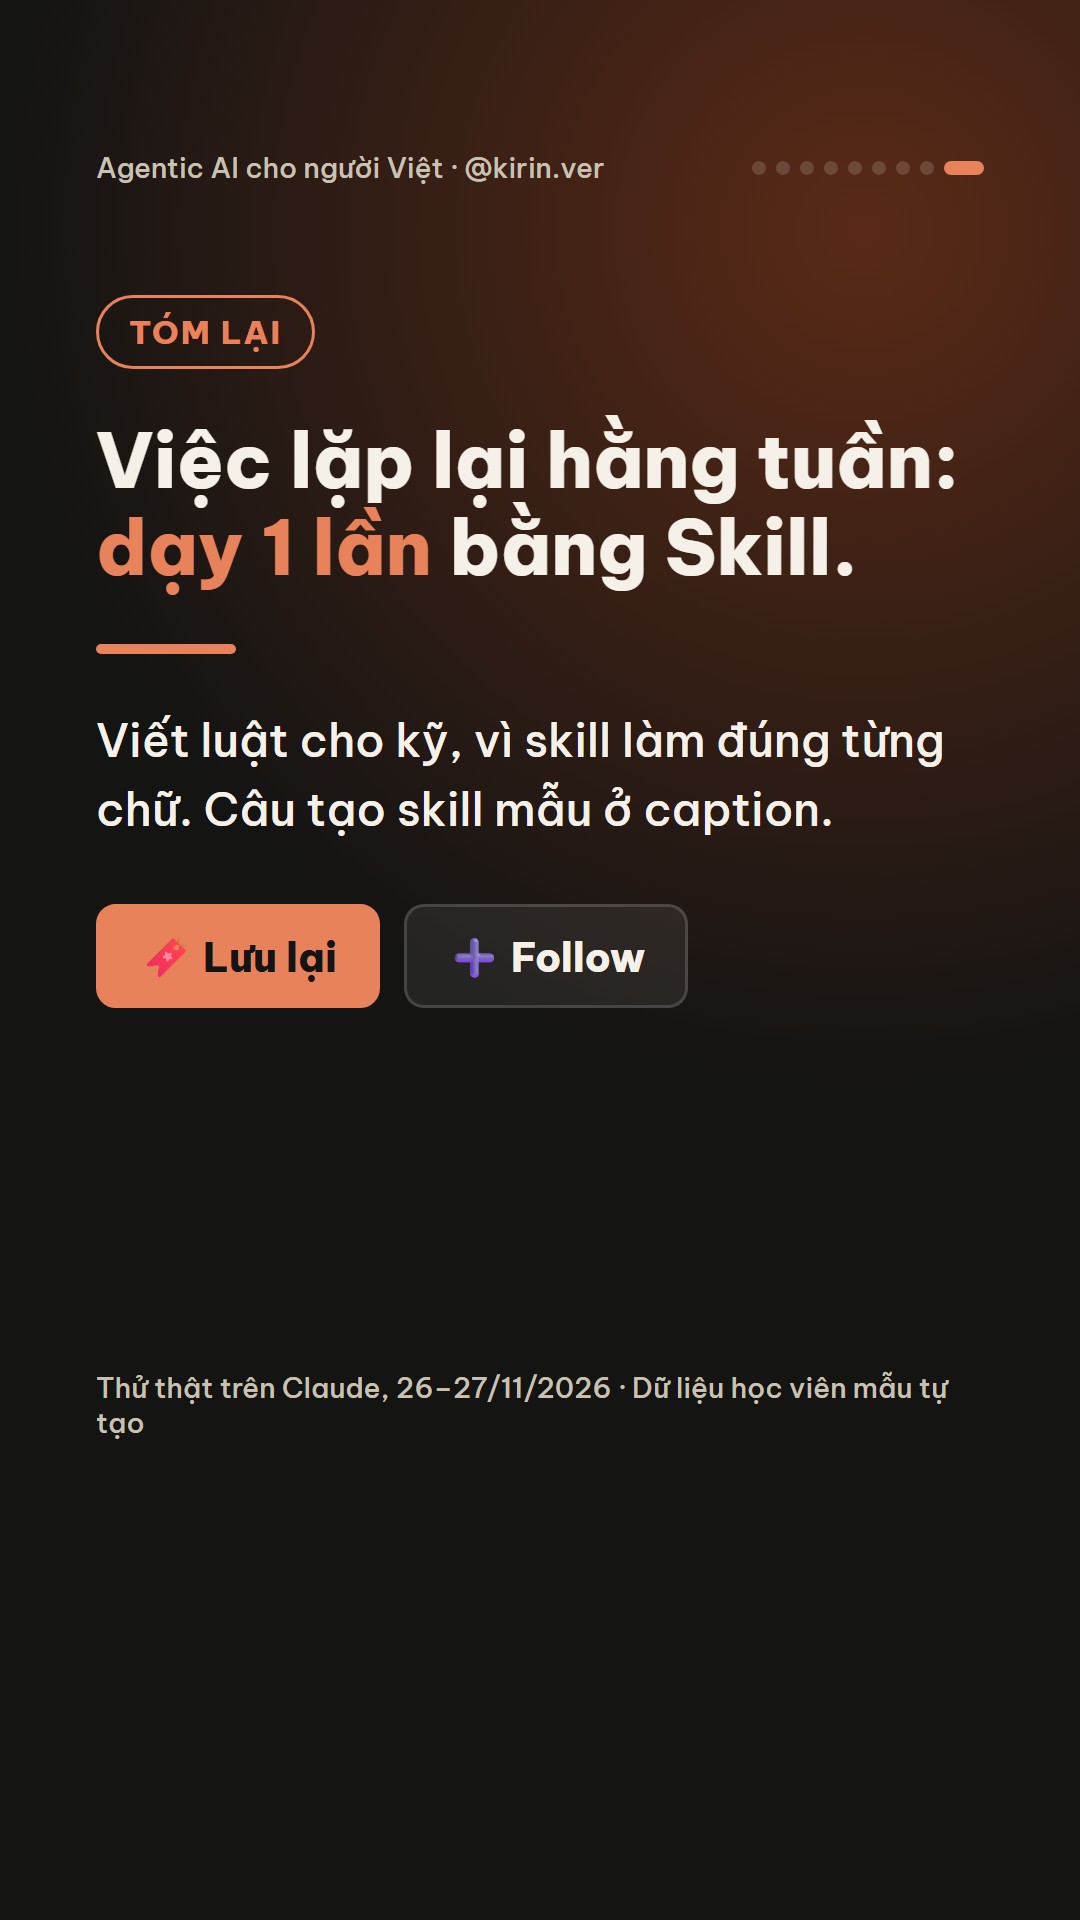 Agentic AI cho người Việt · @kirin.ver
TÓM LẠI
Việc lặp lại hằng tuần:
dạy 1 lần bằng Skill.
Viết luật cho kỹ, vì skill làm đúng từng
chữ. Câu tạo skill mẫu ở caption.
Lưu lại
Follow
Thử thật trên Claude, 26–27/11/2026 · Dữ liệu học viên mẫu tự
tạo